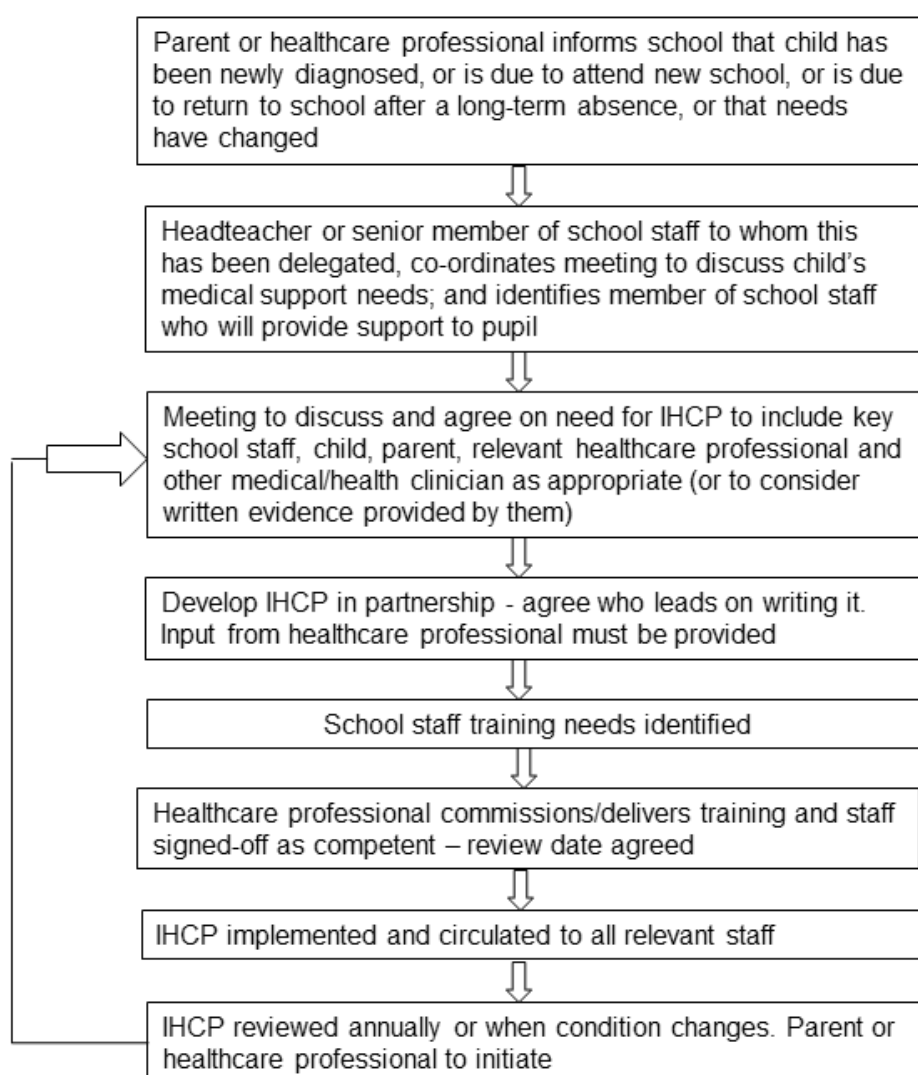 Parent or healthcare professional informs school that child has
been newly diagnosed, or is due to attend new school, or is due
to return to school after a long-term absence, or that needs
have changed
Headteacher or senior member of school staff to whom this
has been delegated, co-ordinates meeting to discuss child's
medical support needs; and identifies member of school staff
who will provide support to pupil
Meeting to discuss and agree on need for IHCP to include key
school staff, child, parent, relevant healthcare professional and
other medical/health clinician as appropriate (or to consider
written evidence provided by them)
Develop IHCP in partnership - agree who leads on writing it.
Input from healthcare professional must be provided
School staff training needs identified
Healthcare professional commissions/delivers training and staff
signed-off as competent – review date agreed
IHCP implemented and circulated to all relevant staff
IHCP reviewed annually or when condition changes. Parent or
healthcare professional to initiate